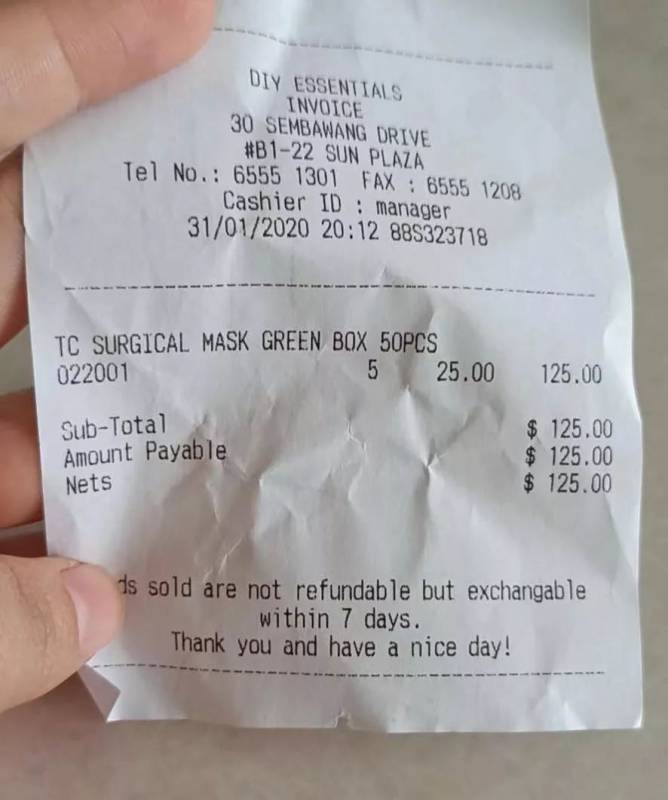 DIY ESSENTIALS
INVOICE
30 SEMBAWANG DRIVE
#B1-22 SUN PLAZA
Tel No.: 6555 1301 FAX : 6555 1208
Cashier ID : manager
31/01/2020 20:12 88S323718
TC SURGICAL MASK GREEN BOX 50PCS
022001 5 25.00 125.00
Sub-Total $ 125.00
Amount Payable $ 125.00
Nets $ 125.00
ds sold are not refundable but exchangable
within 7 days.
Thank you and have a nice day!